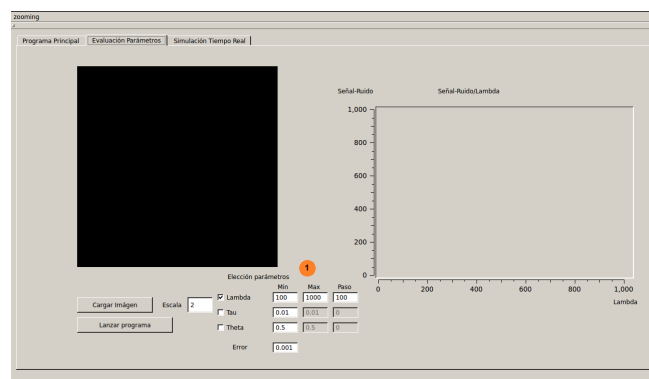 zooming
Programa Principal Evaluación Parámetros Simulación Tiempo Real
Señal-Ruido Señal-Ruido/Lambda
1,000
800
600
400
200
0
0 200 400 600 800 1,000
Lambda
1
Elección parámetros
Min Max Paso
Cargar Imágen Escala 2 Lambda 100 1000 100
Tau 0.01 0.01 0
Lanzar programa Theta 0.5 0.5 0
Error 0.001